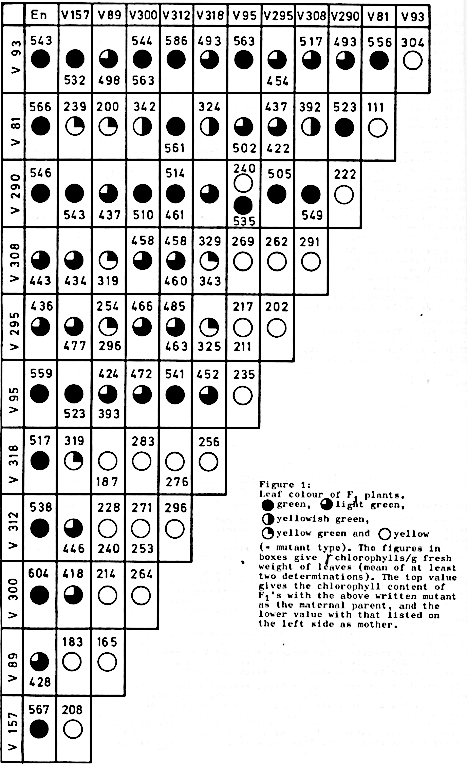 En V157 V89 V300 V312 V318 V95 V295 V308 V290 V81 V93
543 544 586 493 563 517 493 556 304
V 93
532 498 563 454
566 239 200 342 324 437 392 523 111
V 81
561 502 422
546 514 240 505 222
V 290
543 437 510 461 535 549
458 458 329 269 262 291
V 308
443 434 319 460 343
436 254 466 485 217 202
V 295
477 296 463 325 211
559 424 472 541 452 235
V 95
523 393
517 319 283 256
V 318
187 276
538 228 271 296
V 312
446 240 253
604 418 214 264
V 300
183 165
V 89
428
567 208
V 157
Figure 1:
Leaf colour of F1 plants.
green, light green,
yellowish green,
yellow green and yellow
(= mutant type). The figures in
boxes give γ chlorophylls/g fresh
weight of leaves (mean of at least
two determinations). The top value
gives the chlorophyll content of
F1's with the above written mutant
as the maternal parent, and the
lower value with that listed on
the left side as mother.